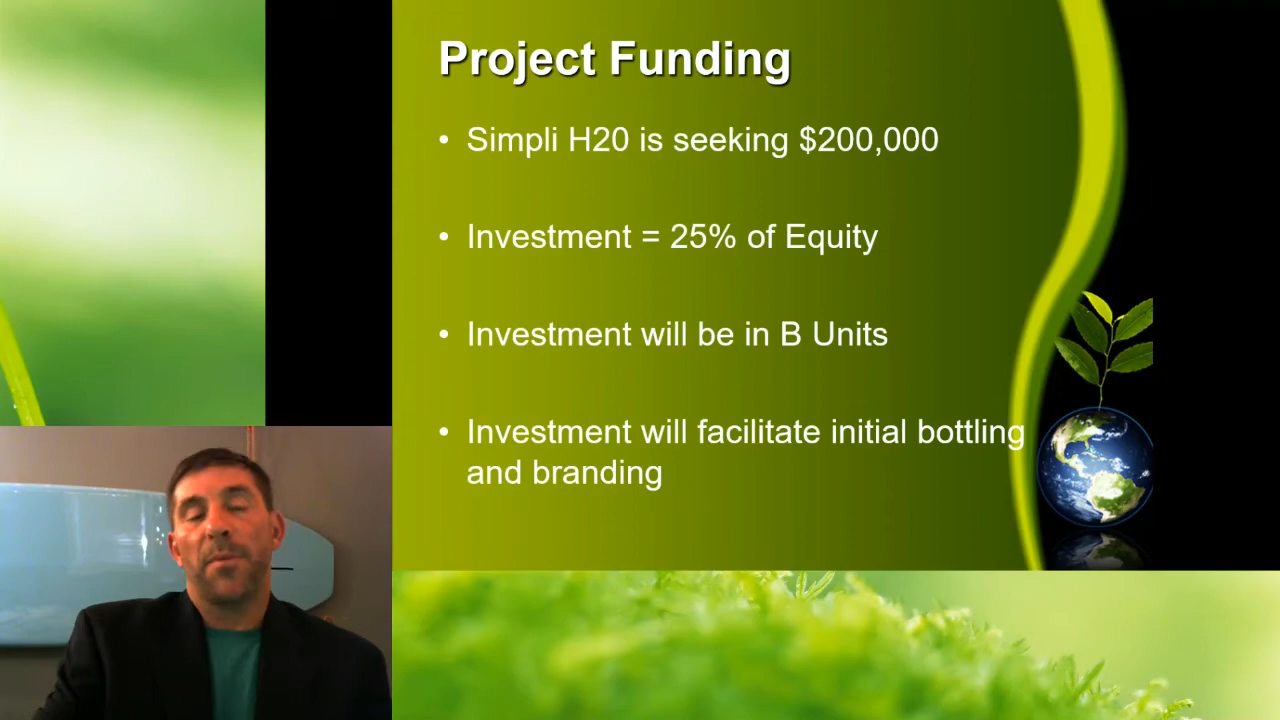 Project Funding
• Simpli H20 is seeking $200,000
• Investment = 25% of Equity
• Investment will be in B Units
• Investment will facilitate initial bottling
and branding